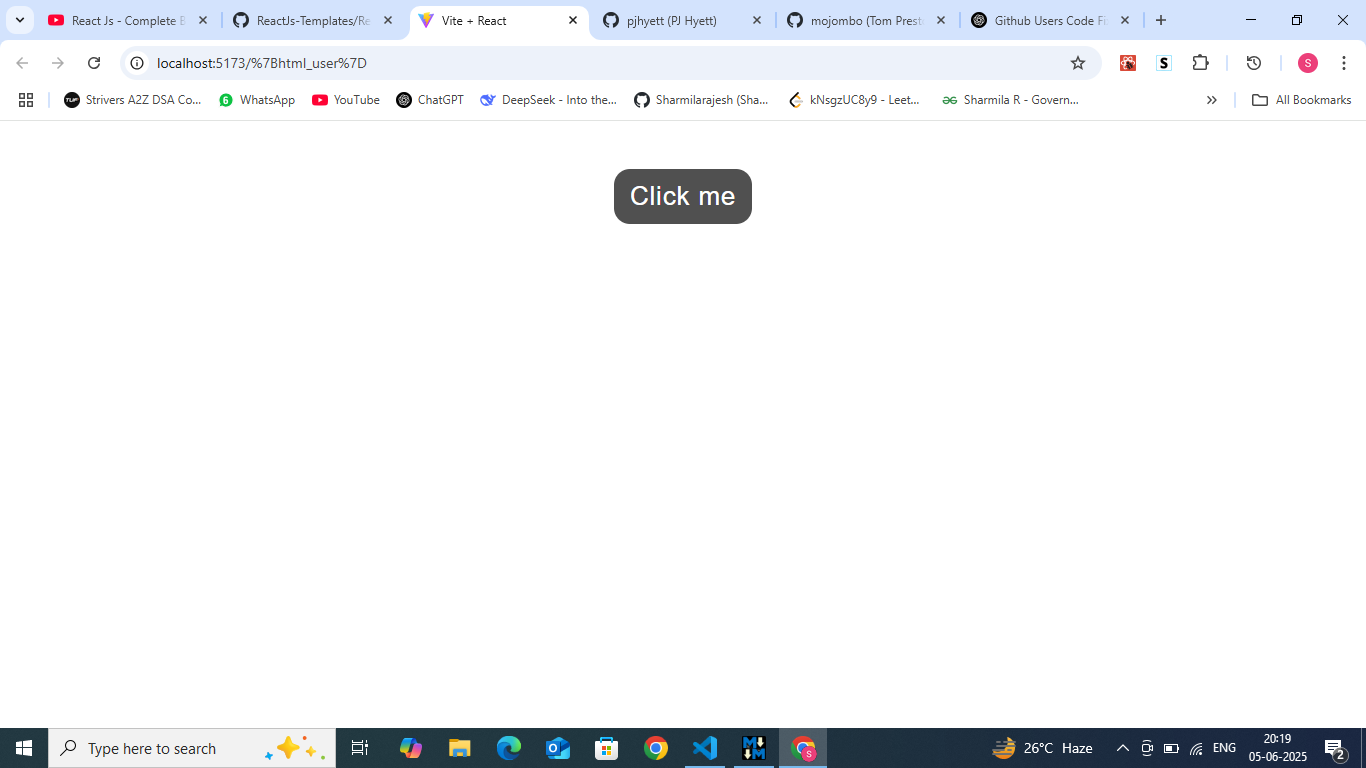 React Js - Complete B
ReactJs-Templates/Re
Vite + React
pjhyett (PJ Hyett)
mojombo (Tom Prest
Github Users Code Fi
localhost:5173/%7Bhtml_user%7D
S
S
TUF
Strivers A2Z DSA Co...
6
WhatsApp
YouTube
ChatGPT
DeepSeek - Into the...
Sharmilarajesh (Sha...
kNsgzUC8y9 - Leet...
Sharmila R - Govern...
All Bookmarks
Click me
Type here to search
M
M
S
26°C Haze
ENG
20:19
05-06-2025
2